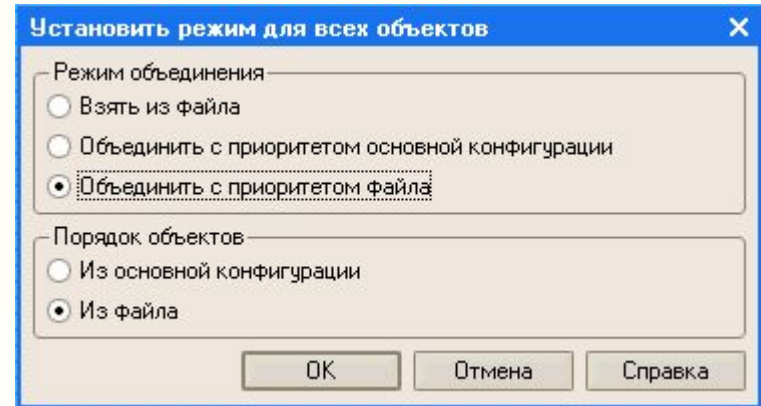 Установить режим для всех объектов
Режим объединения
Взять из файла
Объединить с приоритетом основной конфигурации
Объединить с приоритетом файла
Порядок объектов
Из основной конфигурации
Из файла
OK Отмена Справка